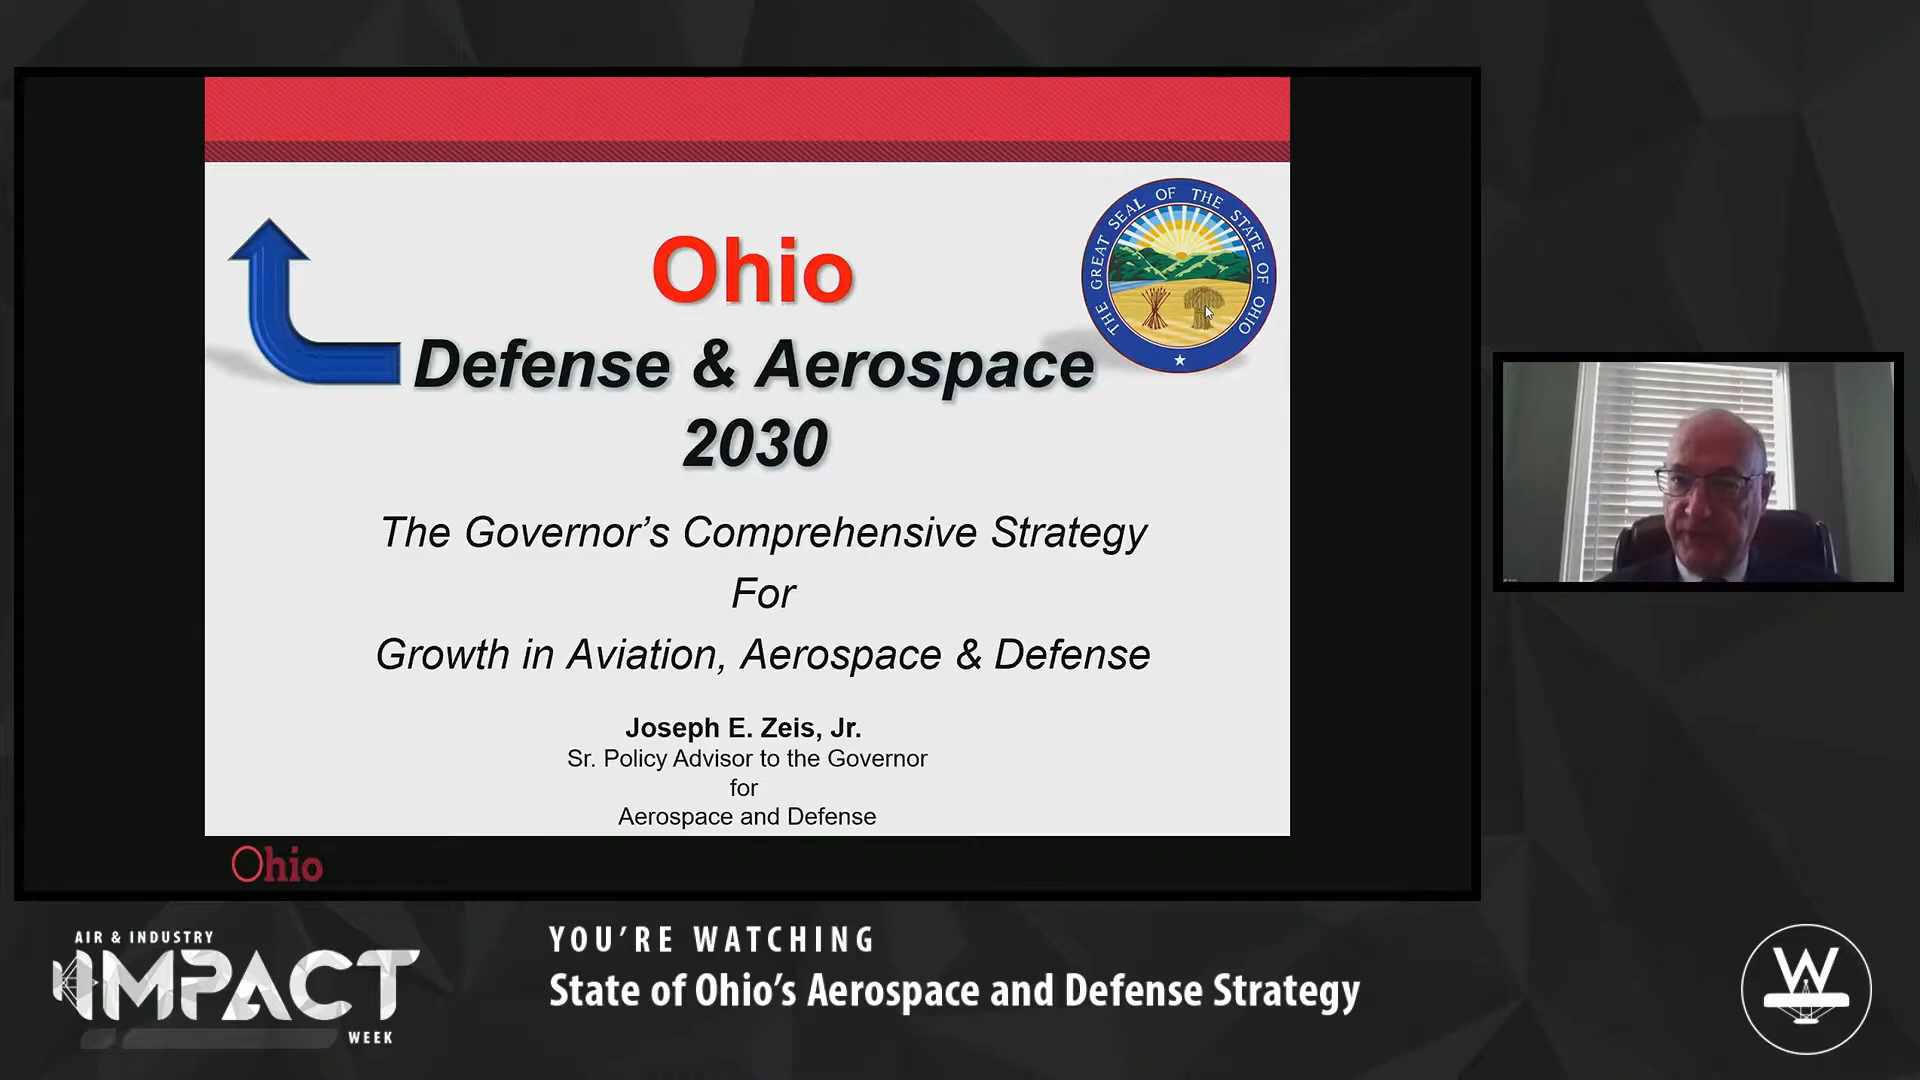 Ohio
Defense & Aerospace
2030
THE GREAT SEAL OF THE STATE OF OHIO
The Governor’s Comprehensive Strategy
For
Growth in Aviation, Aerospace & Defense
Joseph E. Zeis, Jr.
Sr. Policy Advisor to the Governor
for
Aerospace and Defense
Ohio
AIR & INDUSTRY
IMPACT
WEEK
YOU’RE WATCHING
State of Ohio’s Aerospace and Defense Strategy
W